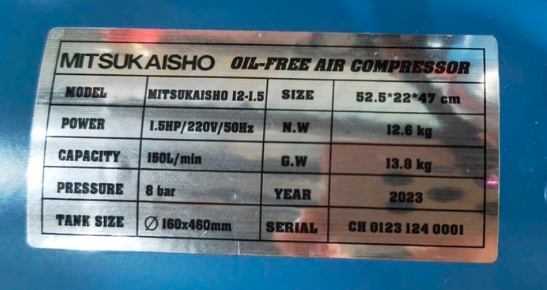 MITSUKAISHO OIL-FREE AIR COMPRESSOR
MODEL MITSUKAISHO 12-1.5 SIZE 52.5*22*47 cm
POWER 1.5HP/220V/50Hz N.W 12.6 kg
CAPACITY 150L/min G.W 13.8 kg
PRESSURE 8 bar YEAR 2023
TANK SIZE Ø 160x460mm SERIAL CH 0123 124 0001